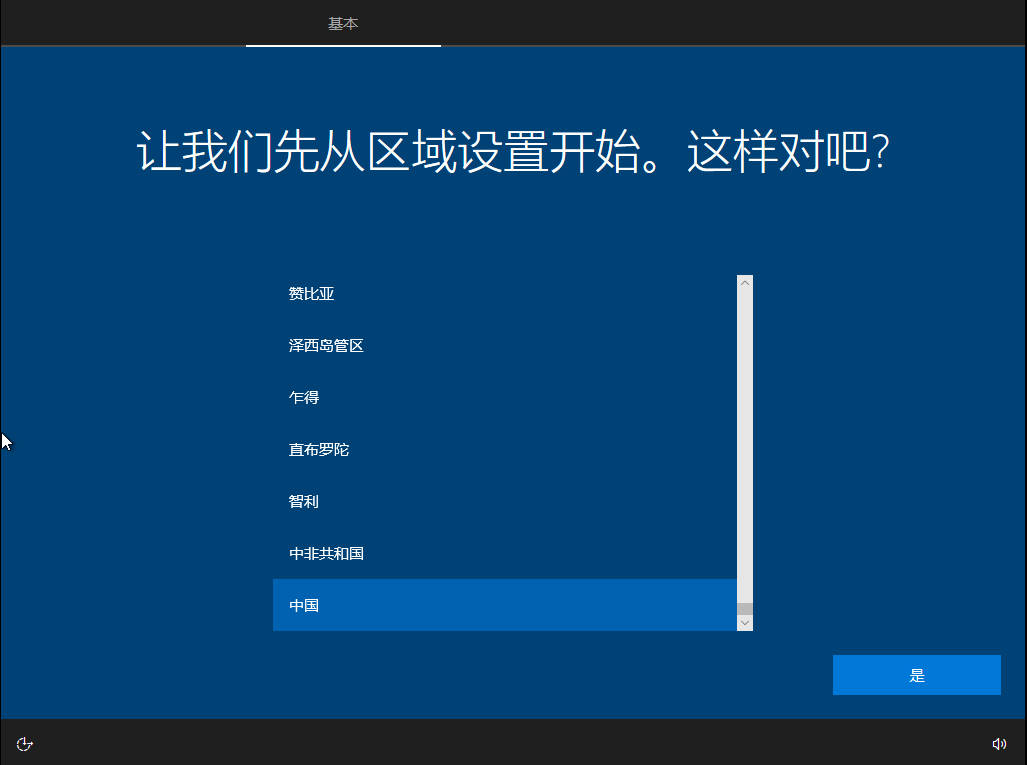 基本
让我们先从区域设置开始。这样对吧?
赞比亚
泽西岛管区
乍得
直布罗陀
智利
中非共和国
中国
是